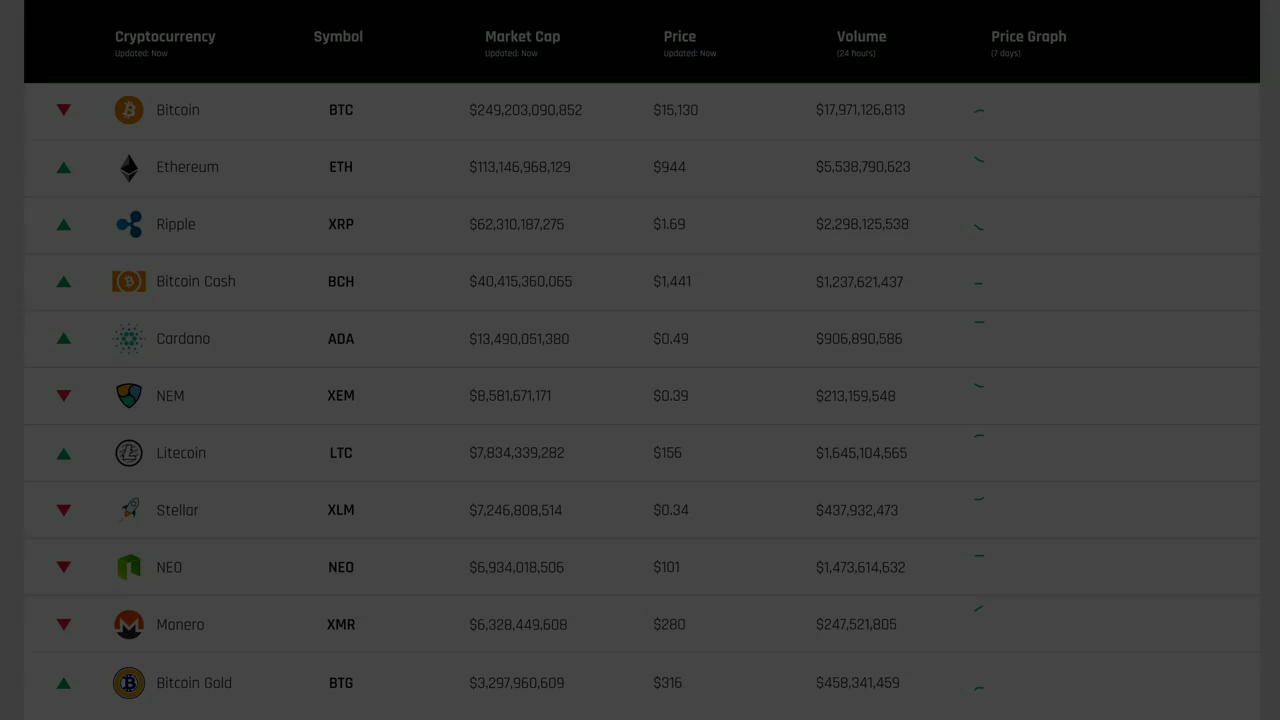 Cryptocurrency Symbol Market Cap Price Volume Price Graph
Updated: Now Updated: Now Updated: Now (24 hours) (7 days)
Bitcoin BTC $249,203,090,852 $15,130 $17,971,126,813
Ethereum ETH $113,146,968,129 $944 $5,538,790,623
Ripple XRP $62,310,187,275 $1.69 $2,298,125,538
Bitcoin Cash BCH $40,415,360,065 $1,441 $1,237,621,437
Cardano ADA $13,490,051,380 $0.49 $906,890,586
NEM XEM $8,581,671,171 $0.39 $213,159,548
Litecoin LTC $7,834,339,282 $156 $1,645,104,565
Stellar XLM $7,246,808,514 $0.34 $437,932,473
NEO NEO $6,934,018,506 $101 $1,473,614,632
Monero XMR $6,328,449,608 $280 $247,521,805
Bitcoin Gold BTG $3,297,960,609 $316 $458,341,459